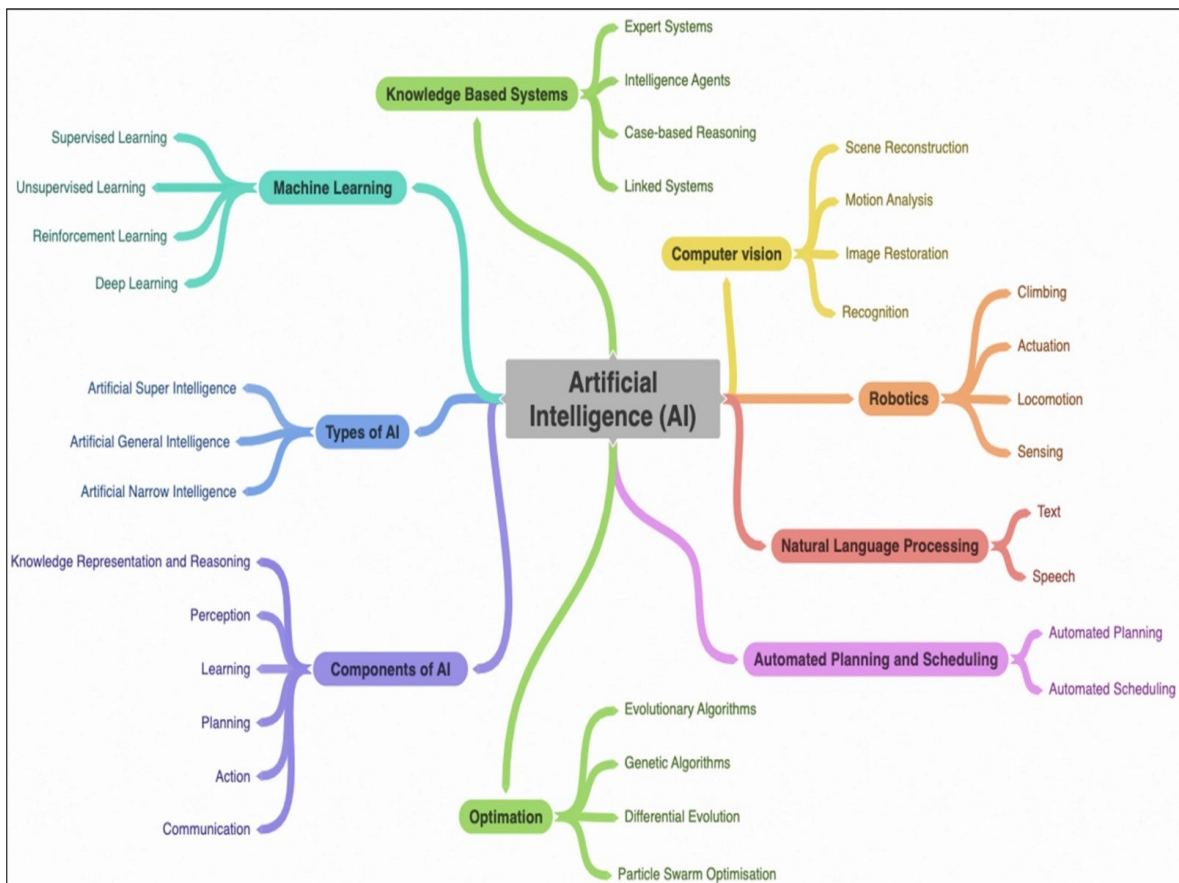 Artificial
Intelligence (AI)
Knowledge Based Systems
Expert Systems
Intelligence Agents
Case-based Reasoning
Linked Systems
Machine Learning
Supervised Learning
Unsupervised Learning
Reinforcement Learning
Deep Learning
Computer vision
Scene Reconstruction
Motion Analysis
Image Restoration
Recognition
Robotics
Climbing
Actuation
Locomotion
Sensing
Types of AI
Artificial Super Intelligence
Artificial General Intelligence
Artificial Narrow Intelligence
Natural Language Processing
Text
Speech
Components of AI
Knowledge Representation and Reasoning
Perception
Learning
Planning
Action
Communication
Automated Planning and Scheduling
Automated Planning
Automated Scheduling
Optimation
Evolutionary Algorithms
Genetic Algorithms
Differential Evolution
Particle Swarm Optimisation